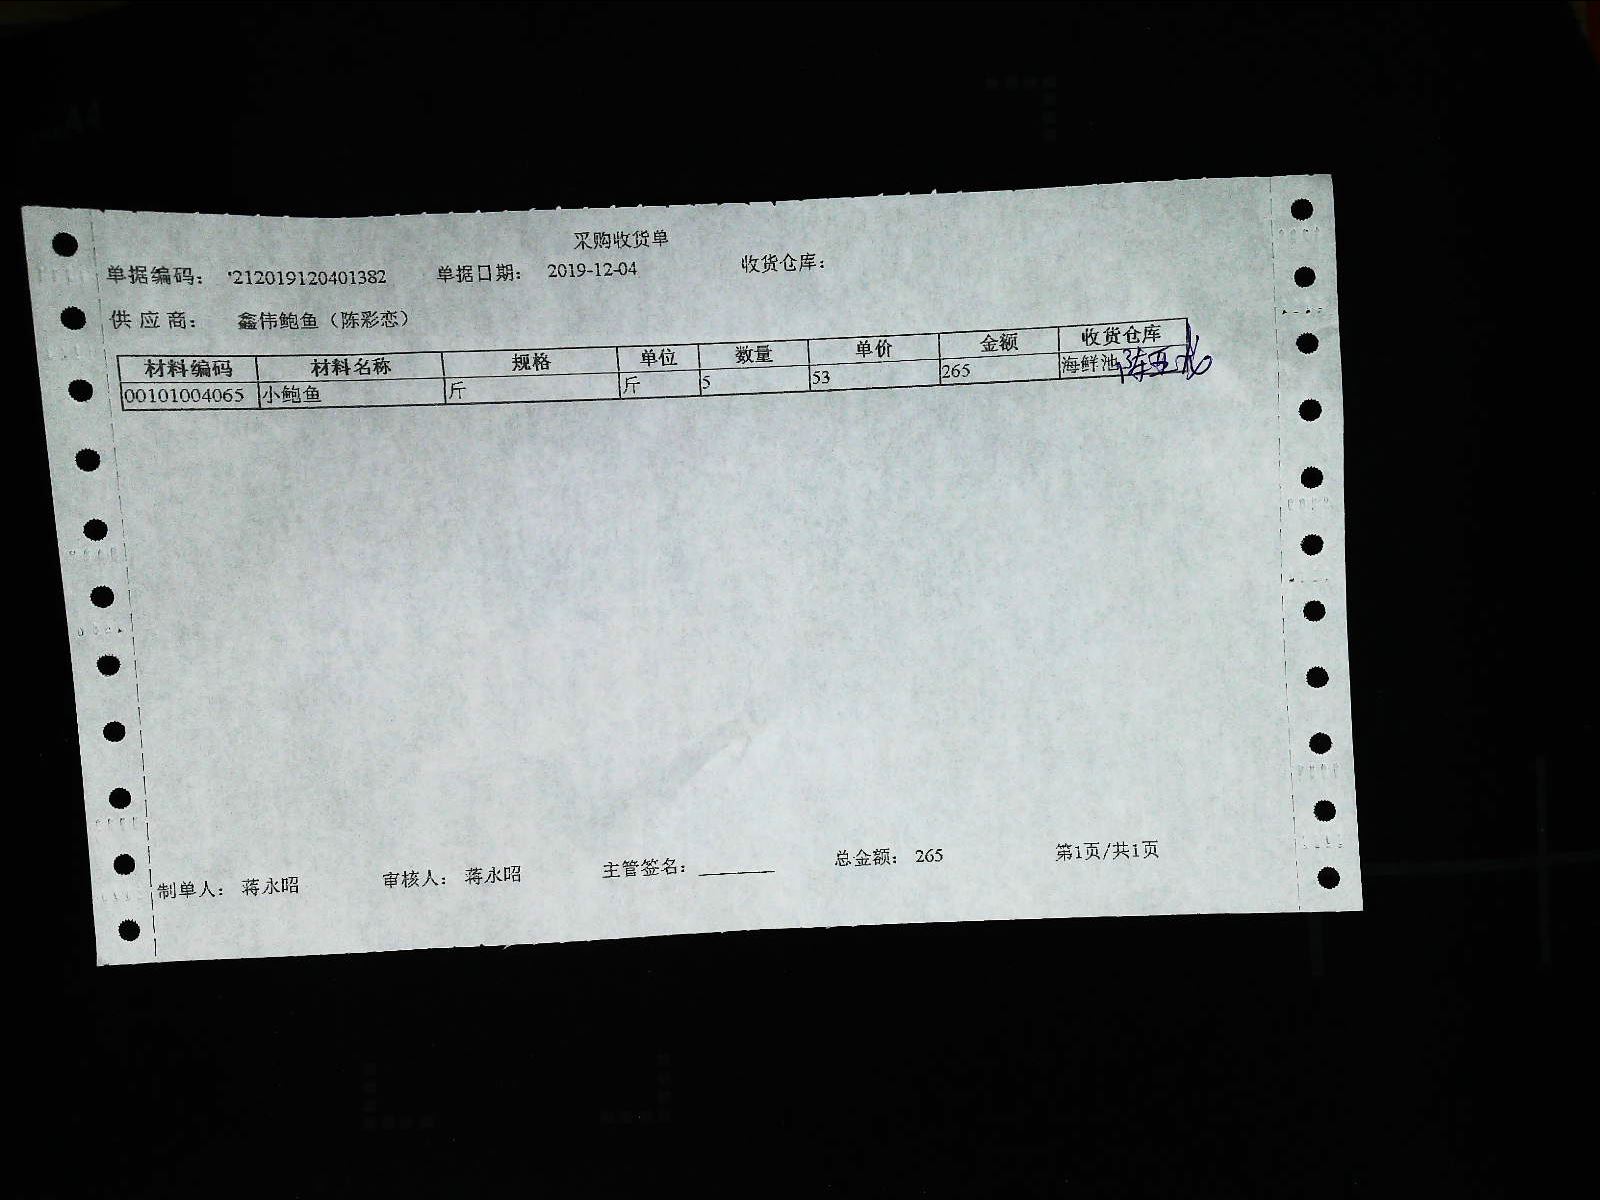 采购收货单
单据编码： '212019120401382 单据日期： 2019-12-04 收货仓库：
供 应 商： 鑫伟鲍鱼（陈彩恋）
材料编码 材料名称 规格 单位 数量 单价 金额 收货仓库
00101004065 小鲍鱼 斤 斤 5 53 265 海鲜池
制单人： 蒋永昭 审核人： 蒋永昭 主管签名：______ 总金额： 265 第1页/共1页